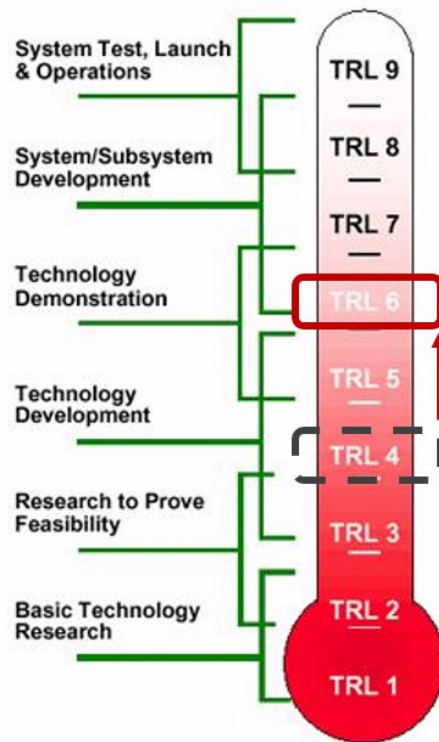 System Test, Launch
& Operations
System/Subsystem
Development
Technology
Demonstration
Technology
Development
Research to Prove
Feasibility
Basic Technology
Research
TRL 9
TRL 8
TRL 7
TRL 6
TRL 5
TRL 4
TRL 3
TRL 2
TRL 1